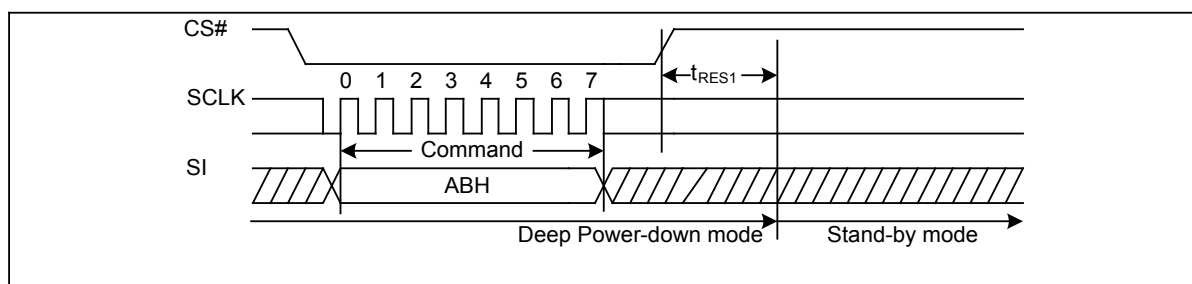 CS#
tRES1
0 1 2 3 4 5 6 7
SCLK
Command
SI
ABH
Deep Power-down mode Stand-by mode